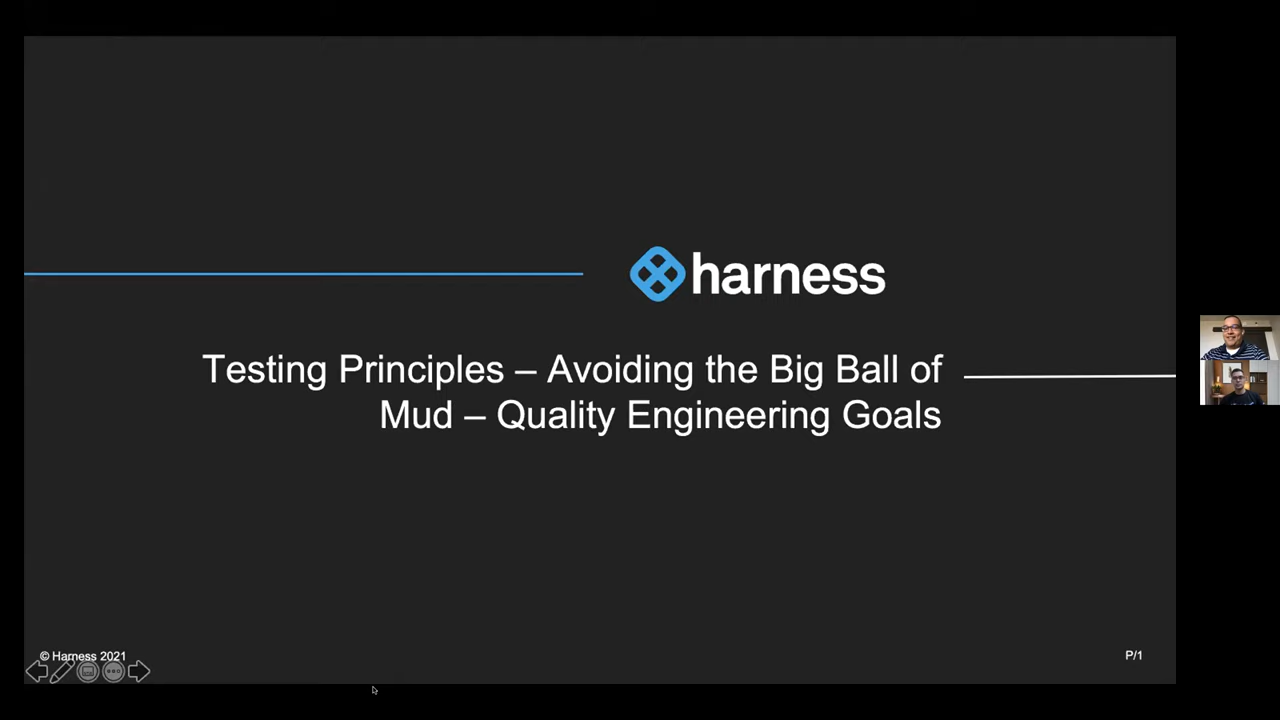 harness
Testing Principles – Avoiding the Big Ball of
Mud – Quality Engineering Goals
© Harness 2021
P/1